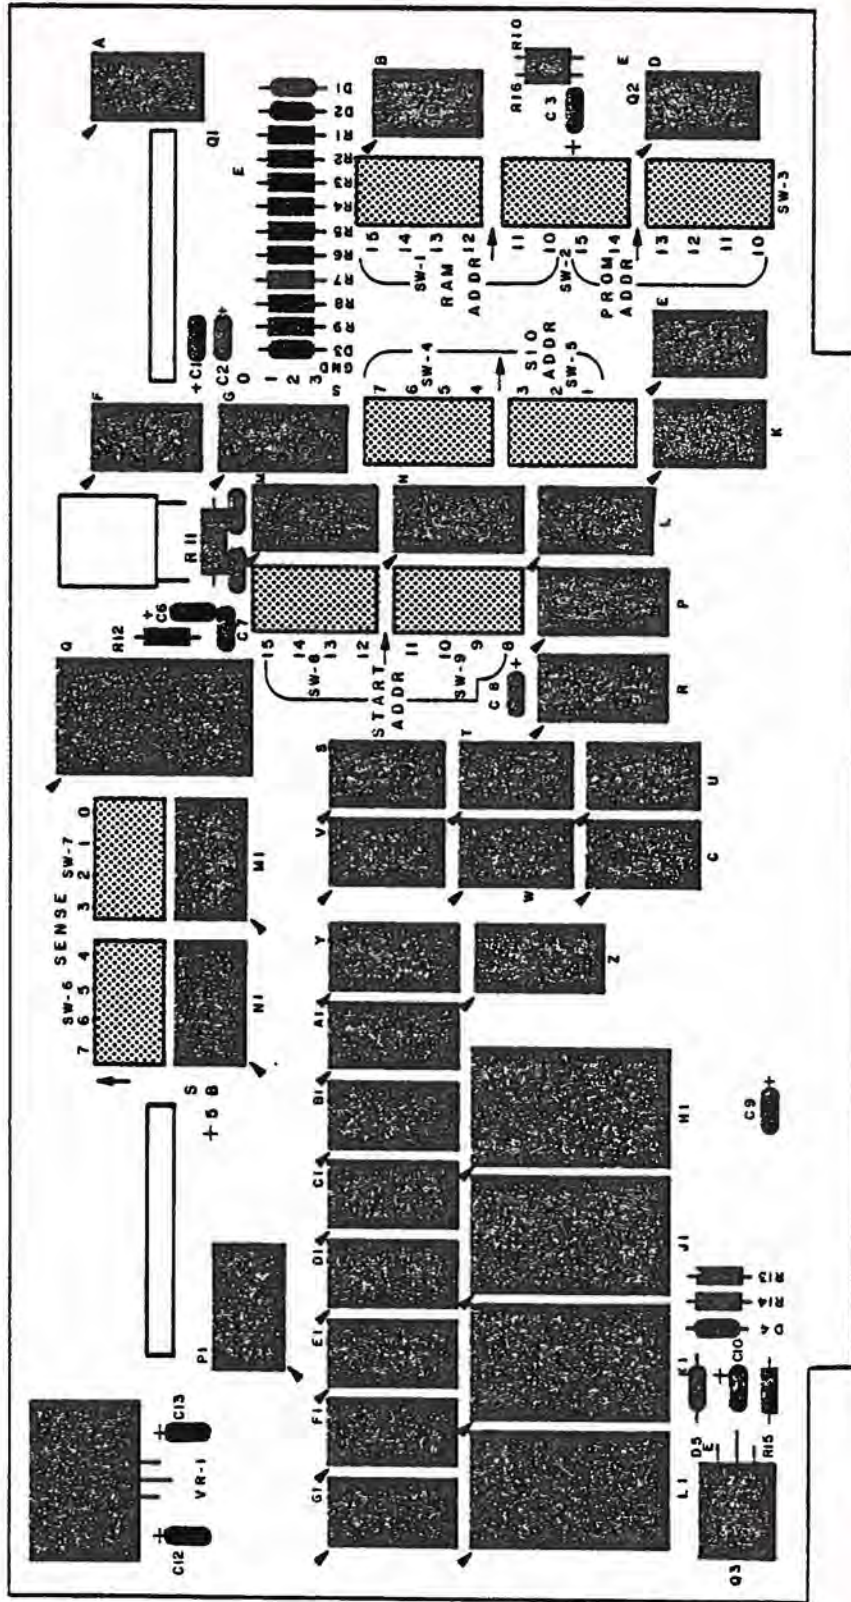 A
Q1
D1
D2
R1
R2
R3
R4
R5
R6
R7
R8
R9
D3
GND
E
B
R10
R16
C3
+
E
D
Q2
SW-1
15
14
13
12
RAM ADDR
SW-2
11
10
15
14
PROM ADDR
SW-3
13
12
11
10
+C1
C2+
0
1
2
3
S
F
G
SW-4
7
6
5
4
SIO ADDR
SW-5
3
2
1
E
K
R11
N
L
+
C6
C7
R12
SW-8
15
14
13
12
START ADDR
SW-9
11
10
9
8
C8
+
P
R
Q
S
T
U
V
W
C
SENSE
SW-7
0
1
2
3
M1
SW-6
4
5
6
7
N1
S
+5B
Y
Z
A1
B1
C1
D1
E1
F1
G1
H1
J1
K1
L1
C9
+
P1
R13
R14
D4
D5
+
C10
R15
E
Q3
VR-1
+
C13
+
C12